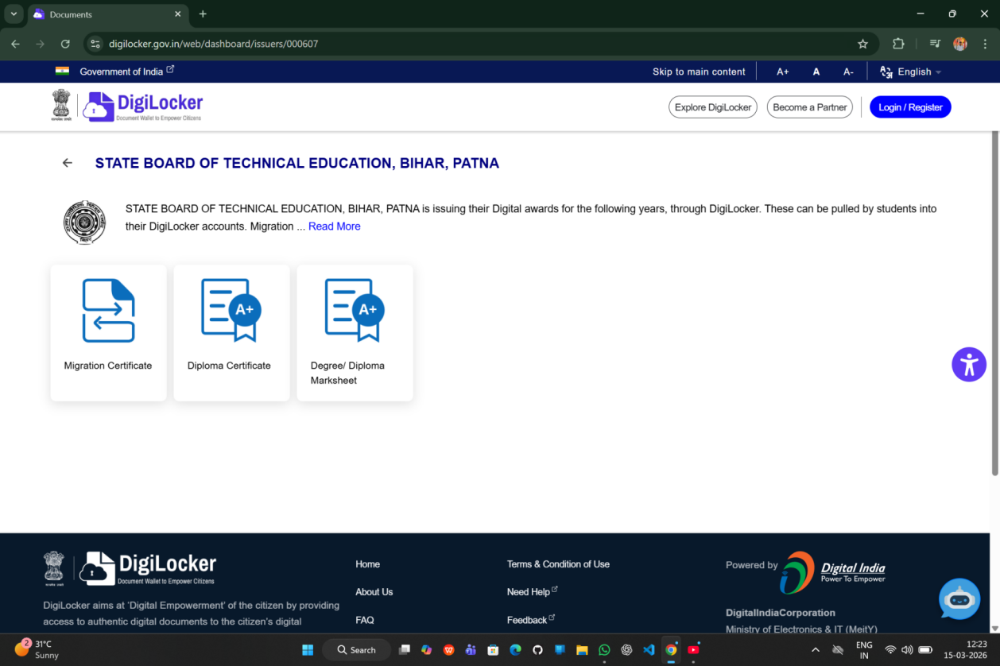 Documents
digilocker.gov.in/web/dashboard/issuers/000607
Government of India
Skip to main content
A+
A
A-
English
DigiLocker
Document Wallet to Empower Citizens
Explore DigiLocker
Become a Partner
Login / Register
STATE BOARD OF TECHNICAL EDUCATION, BIHAR, PATNA
STATE BOARD OF TECHNICAL EDUCATION, BIHAR, PATNA is issuing their Digital awards for the following years, through DigiLocker. These can be pulled by students into
their DigiLocker accounts. Migration ... Read More
A+
A+
Migration Certificate
Diploma Certificate
Degree/ Diploma
Marksheet
DigiLocker
Document Wallet to Empower Citizens
DigiLocker aims at ‘Digital Empowerment’ of the citizen by providing
access to authentic digital documents to the citizen’s digital
Home
About Us
FAQ
Terms & Condition of Use
Need Help
Feedback
Powered by
Digital India
Power To Empower
DigitalIndiaCorporation
Ministry of Electronics & IT (MeitY)
2
31°C
Sunny
Search
ENG
IN
12:23
15-03-2026